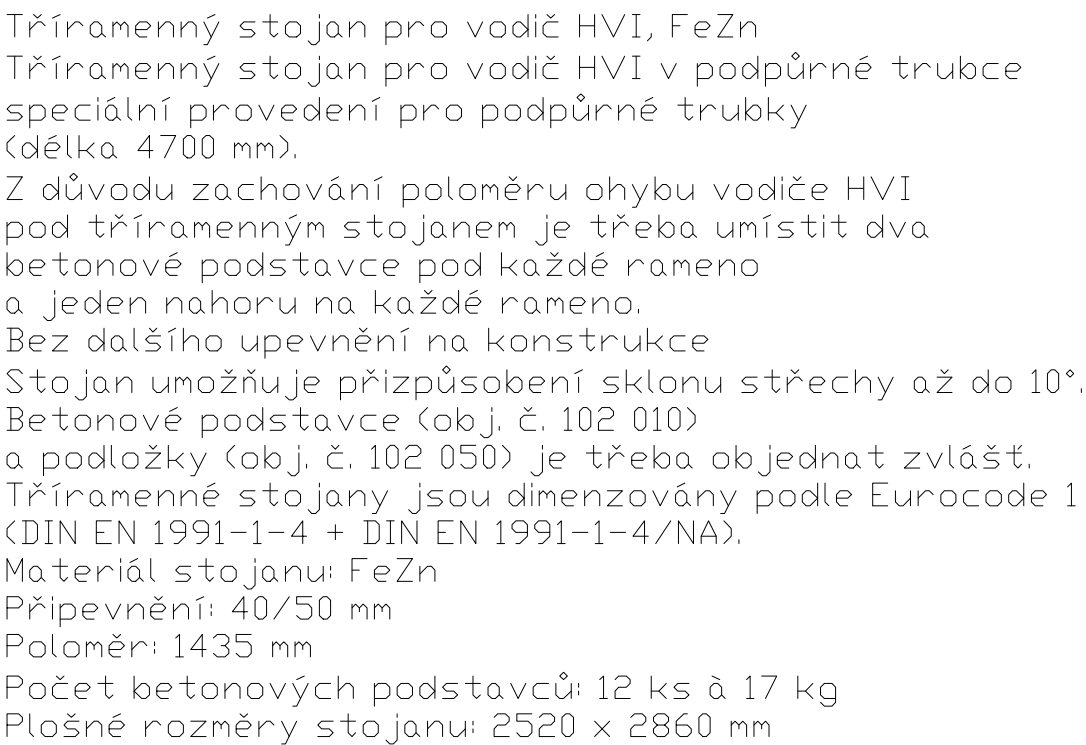 Tříramenný stojan pro vodič HVI, FeZn
Tříramenný stojan pro vodič HVI v podpůrné trubce
speciální provedení pro podpůrné trubky
(délka 4700 mm).
Z důvodu zachování poloměru ohybu vodiče HVI
pod tříramenným stojanem je třeba umístit dva
betonové podstavce pod každé rameno
a jeden nahoru na každé rameno.
Bez dalšího upevnění na konstrukce
Stojan umožňuje přizpůsobení sklonu střechy až do 10°.
Betonové podstavce (obj. č. 102 010)
a podložky (obj. č. 102 050) je třeba objednat zvlášť.
Tříramenné stojany jsou dimenzovány podle Eurocode 1
(DIN EN 1991-1-4 + DIN EN 1991-1-4/NA).
Materiál stojanu: FeZn
Připevnění: 40/50 mm
Poloměr: 1435 mm
Počet betonových podstavců: 12 ks à 17 kg
Plošné rozměry stojanu: 2520 x 2860 mm